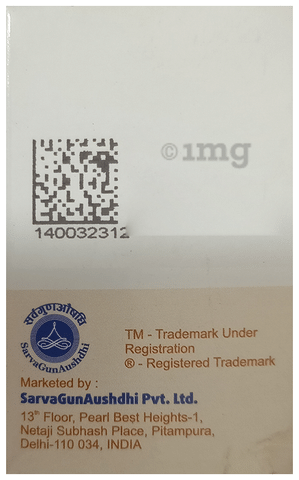 ©1mg
140032312
सर्वगुणऔषधि
SarvaGunAushdhi
TM - Trademark Under
Registration
® - Registered Trademark
Marketed by :
SarvaGunAushdhi Pvt. Ltd.
13th Floor, Pearl Best Heights-1,
Netaji Subhash Place, Pitampura,
Delhi-110 034, INDIA